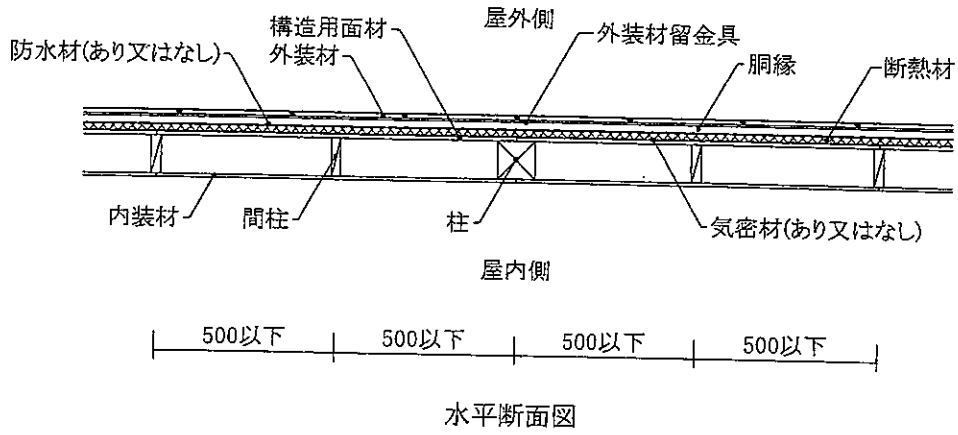 屋外側
構造用面材
外装材留金具
防水材(あり又はなし)
外装材
胴縁
断熱材
内装材
間柱
柱
気密材(あり又はなし)
屋内側
500以下
500以下
500以下
500以下
水平断面図